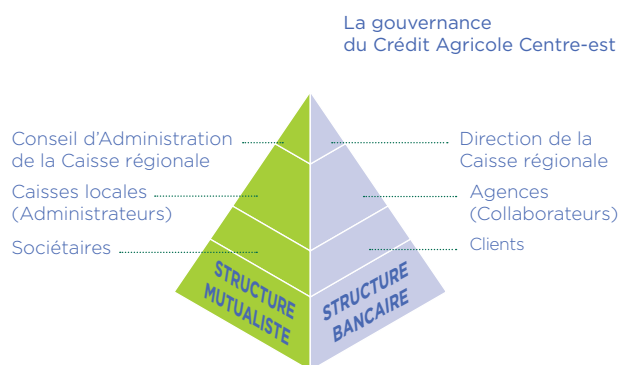 La gouvernance
du Crédit Agricole Centre-est
Conseil d'Administration
de la Caisse régionale
Caisses locales
(Administrateurs)
Sociétaires
Direction de la
Caisse régionale
Agences
(Collaborateurs)
Clients
STRUCTURE
MUTUALISTE
STRUCTURE
BANCAIRE